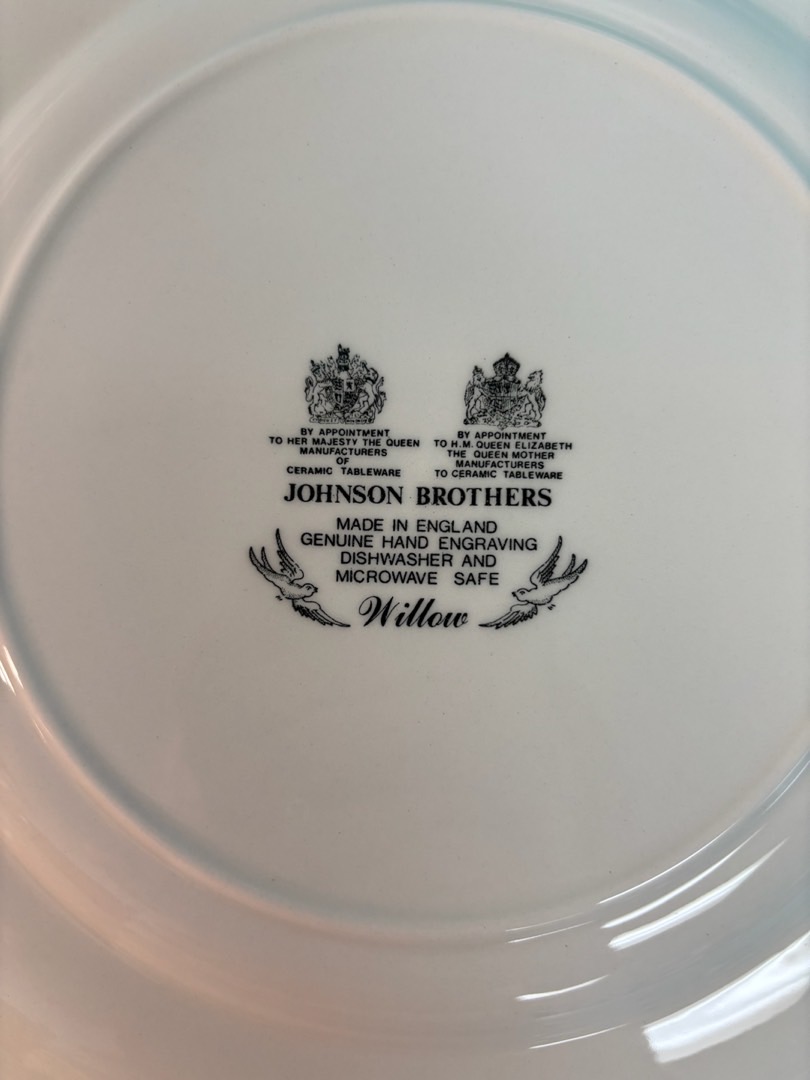 BY APPOINTMENT
TO HER MAJESTY THE QUEEN
MANUFACTURERS
OF
CERAMIC TABLEWARE
BY APPOINTMENT
TO H.M. QUEEN ELIZABETH
THE QUEEN MOTHER
MANUFACTURERS
TO CERAMIC TABLEWARE
JOHNSON BROTHERS
MADE IN ENGLAND
GENUINE HAND ENGRAVING
DISHWASHER AND
MICROWAVE SAFE
Willow